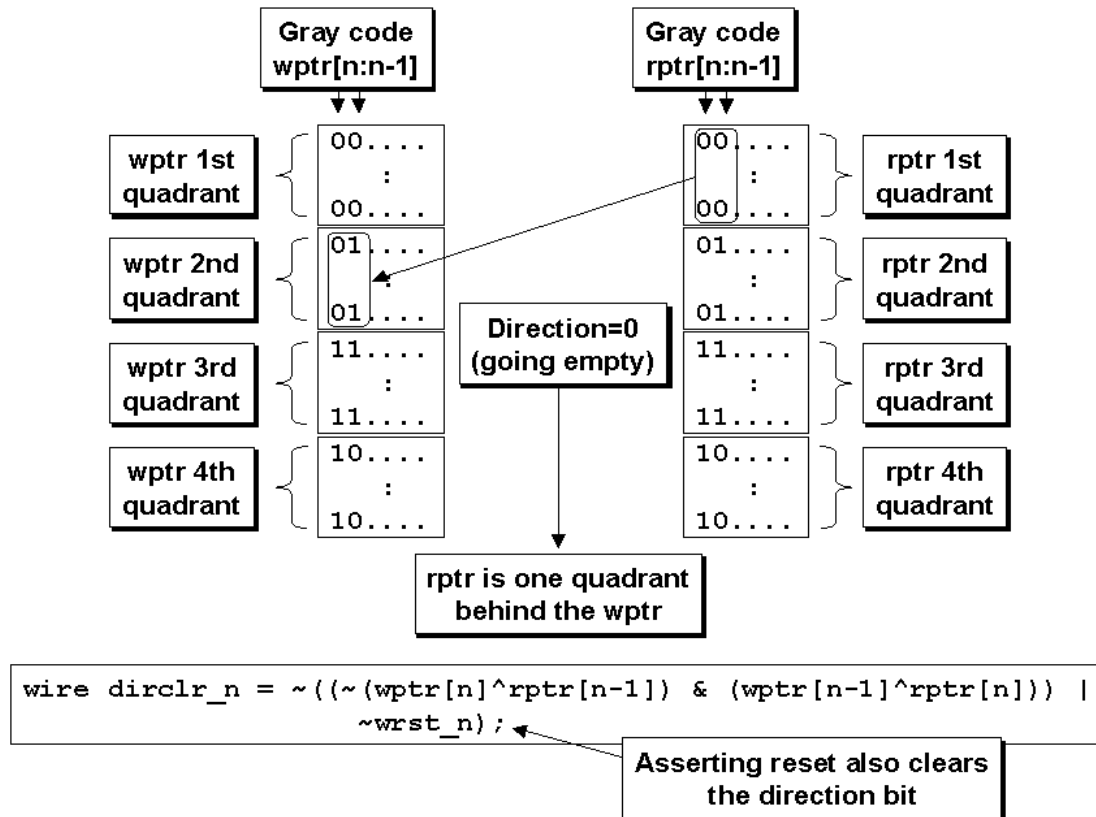 Gray code
wptr[n:n-1]
Gray code
rptr[n:n-1]
wptr 1st
quadrant
00....
:
00....
00....
:
00....
rptr 1st
quadrant
wptr 2nd
quadrant
01....
:
01....
01....
:
01....
rptr 2nd
quadrant
Direction=0
(going empty)
wptr 3rd
quadrant
11....
:
11....
11....
:
11....
rptr 3rd
quadrant
wptr 4th
quadrant
10....
:
10....
10....
:
10....
rptr 4th
quadrant
rptr is one quadrant
behind the wptr
wire dirclr_n = ~((~(wptr[n]^rptr[n-1]) & (wptr[n-1]^rptr[n])) |
~wrst_n);
Asserting reset also clears
the direction bit